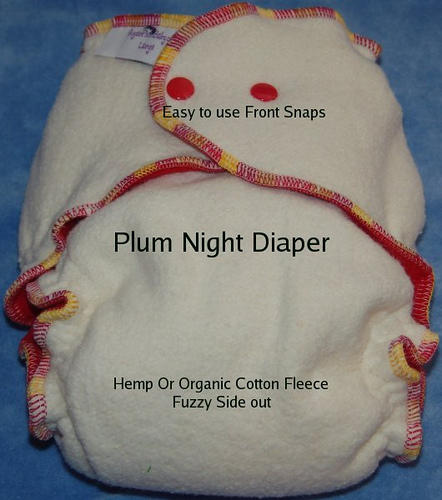 Easy to use Front Snaps
Plum Night Diaper
Hemp Or Organic Cotton Fleece
Fuzzy Side out